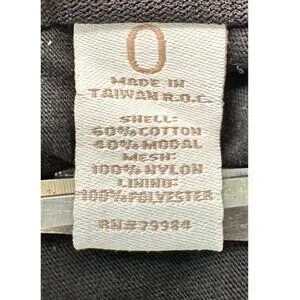 0
MADE IN
TAIWAN R.O.C.
SHELL:
60% COTTON
40% MODAL
MESH:
100% NYLON
LINING:
100% POLYESTER
RN#79984